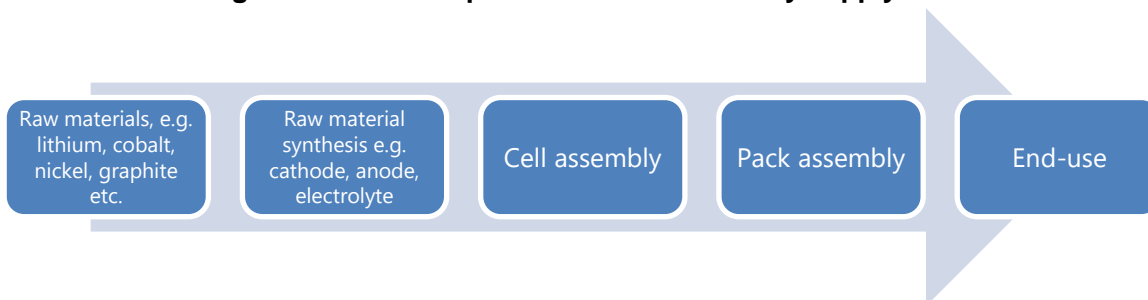 Raw materials, e.g.
lithium, cobalt,
nickel, graphite
etc.
Raw material
synthesis e.g.
cathode, anode,
electrolyte
Cell assembly
Pack assembly
End-use